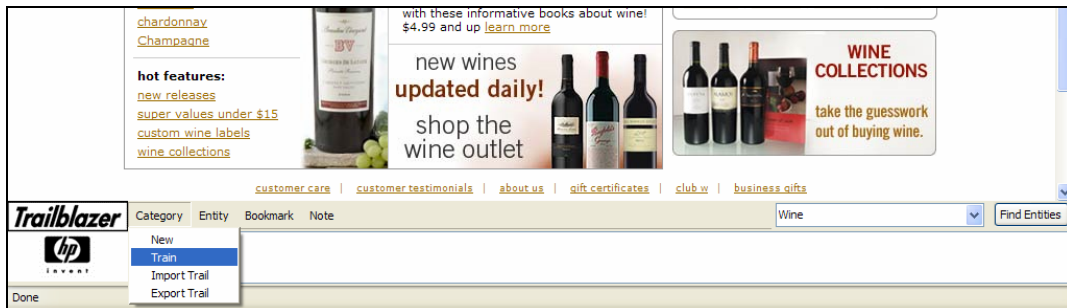 chardonnay
Champagne
hot features:
new releases
super values under $15
custom wine labels
wine collections
BV
with these informative books about wine!
$4.99 and up learn more
new wines
updated daily!
shop the
wine outlet
WINE
COLLECTIONS
take the guesswork
out of buying wine.
customer care | customer testimonials | about us | gift certificates | club w | business gifts
Trailblazer Category Entity Bookmark Note Wine Find Entities
hp
invent
New
Train
Import Trail
Export Trail
Done